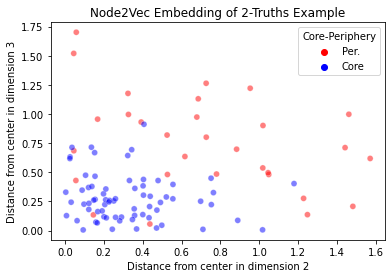 Node2Vec Embedding of 2-Truths Example
Core-Periphery
Per.
Core
Distance from center in dimension 3
1.75
1.50
1.25
1.00
0.75
0.50
0.25
0.00
0.0 0.2 0.4 0.6 0.8 1.0 1.2 1.4 1.6
Distance from center in dimension 2